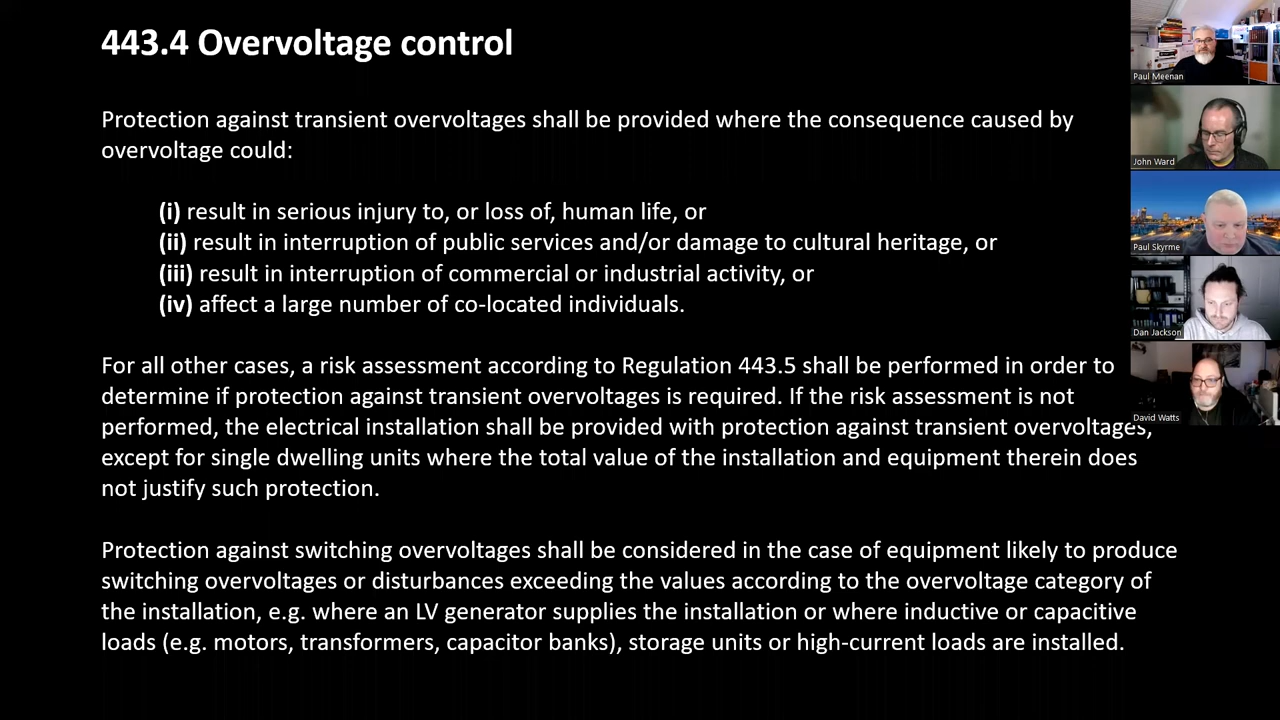 443.4 Overvoltage control
Protection against transient overvoltages shall be provided where the consequence caused by
overvoltage could:
(i) result in serious injury to, or loss of, human life, or
(ii) result in interruption of public services and/or damage to cultural heritage, or
(iii) result in interruption of commercial or industrial activity, or
(iv) affect a large number of co-located individuals.
For all other cases, a risk assessment according to Regulation 443.5 shall be performed in order to
determine if protection against transient overvoltages is required. If the risk assessment is not
performed, the electrical installation shall be provided with protection against transient overvoltages,
except for single dwelling units where the total value of the installation and equipment therein does
not justify such protection.
Protection against switching overvoltages shall be considered in the case of equipment likely to produce
switching overvoltages or disturbances exceeding the values according to the overvoltage category of
the installation, e.g. where an LV generator supplies the installation or where inductive or capacitive
loads (e.g. motors, transformers, capacitor banks), storage units or high-current loads are installed.
Paul Meenan
John Ward
Paul Skyrme
Dan Jackson
David Watts